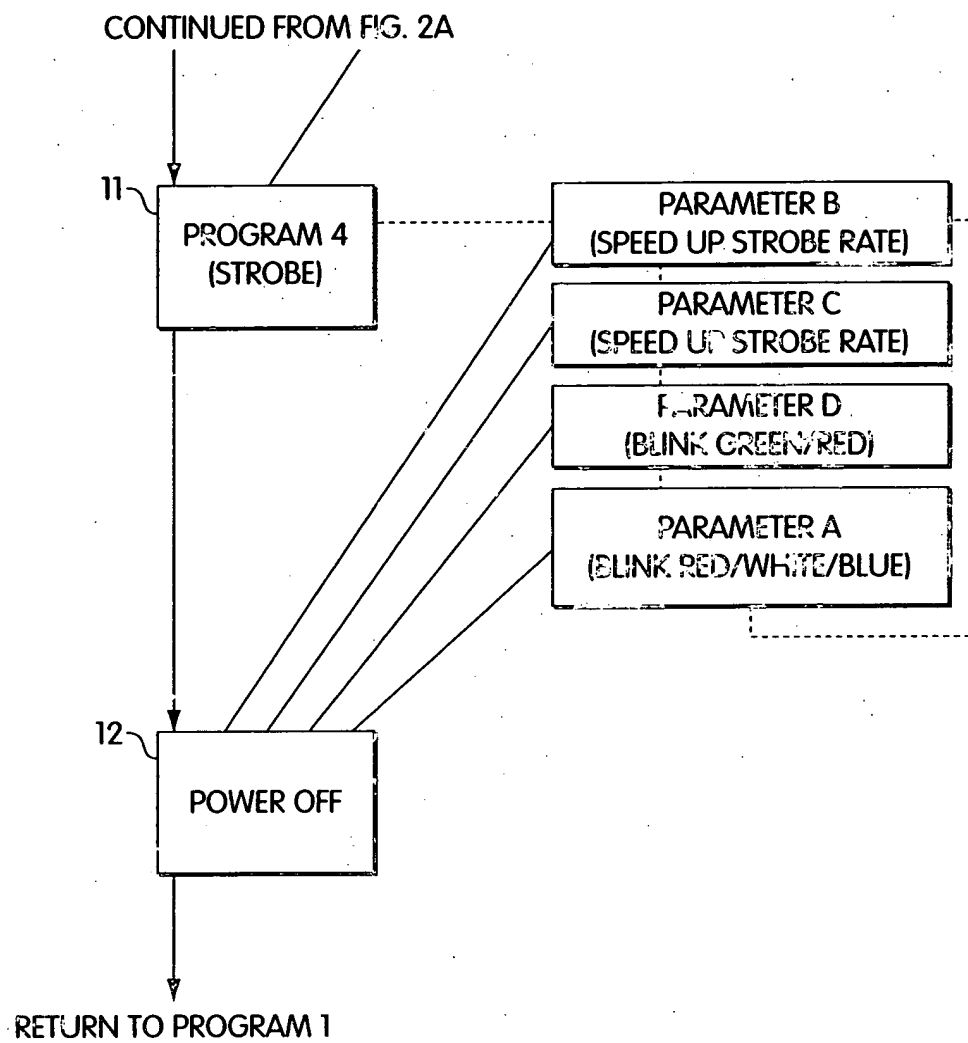 CONTINUED FROM FIG. 2A
11
PROGRAM 4
(STROBE)
PARAMETER B
(SPEED UP STROBE RATE)
PARAMETER C
(SPEED UP STROBE RATE)
PARAMETER D
(BLINK GREEN/RED)
PARAMETER A
(BLINK RED/WHITE/BLUE)
12
POWER OFF
RETURN TO PROGRAM 1